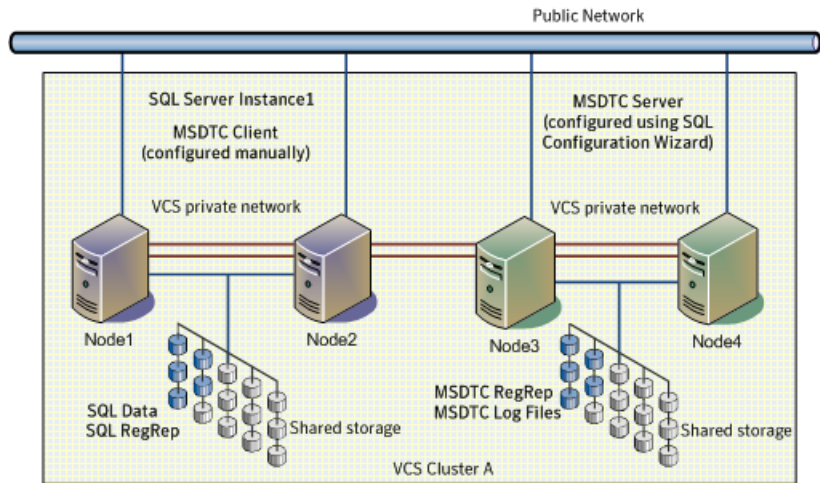 Public Network
SQL Server Instance1
MSDTC Client
(configured manually)
MSDTC Server
(configured using SQL
Configuration Wizard)
VCS private network
VCS private network
Node1
Node2
Node3
Node4
SQL Data
SQL RegRep
Shared storage
MSDTC RegRep
MSDTC Log Files
Shared storage
VCS Cluster A